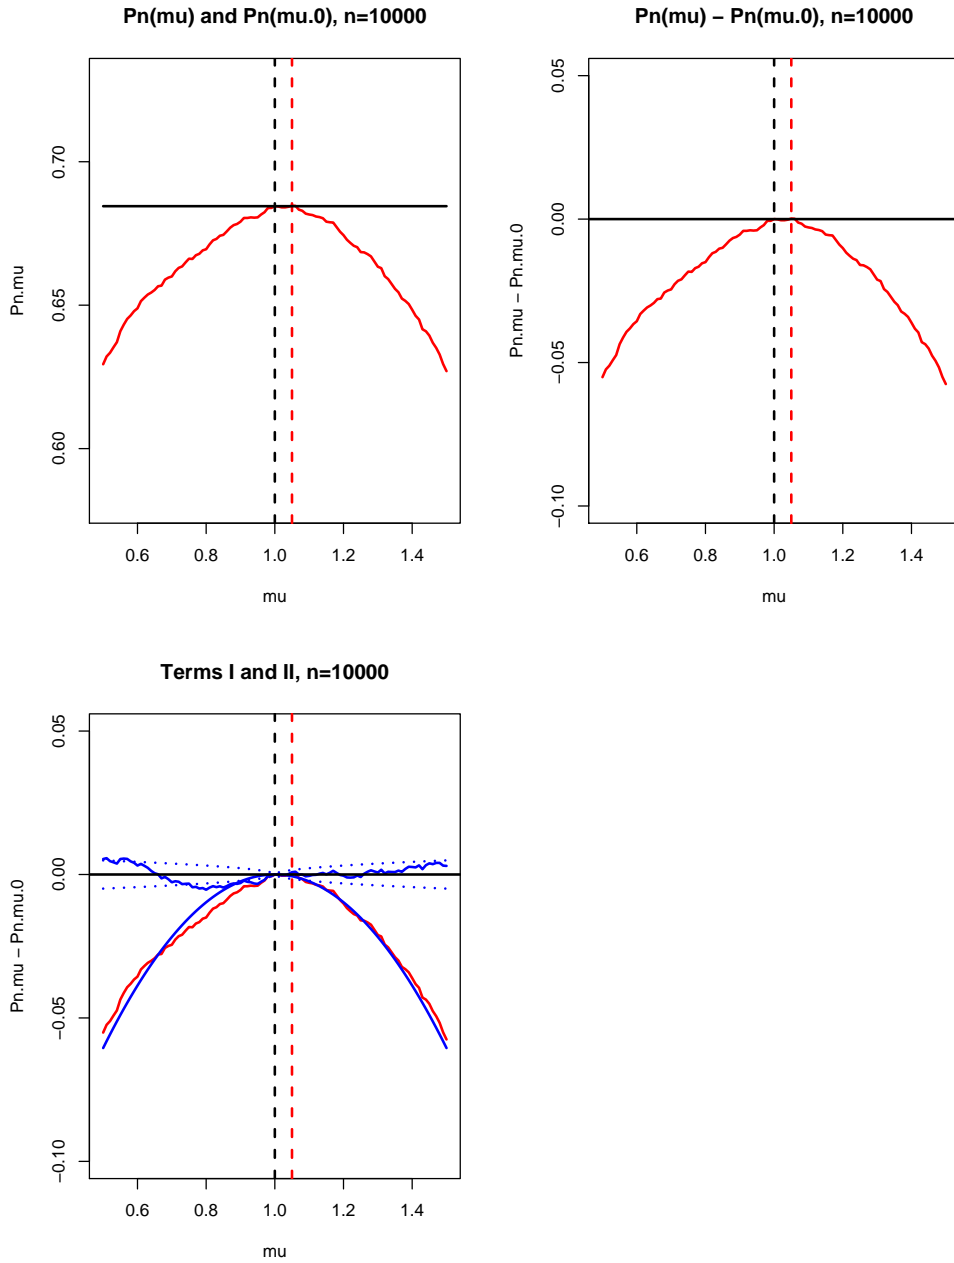 Pn(mu) and Pn(mu.0), n=10000
Pn.mu
0.70
0.65
0.60
0.6 0.8 1.0 1.2 1.4
mu
Pn(mu) − Pn(mu.0), n=10000
Pn.mu − Pn.mu.0
0.05
0.00
−0.05
−0.10
0.6 0.8 1.0 1.2 1.4
mu
Terms I and II, n=10000
Pn.mu − Pn.mu.0
0.05
0.00
−0.05
−0.10
0.6 0.8 1.0 1.2 1.4
mu